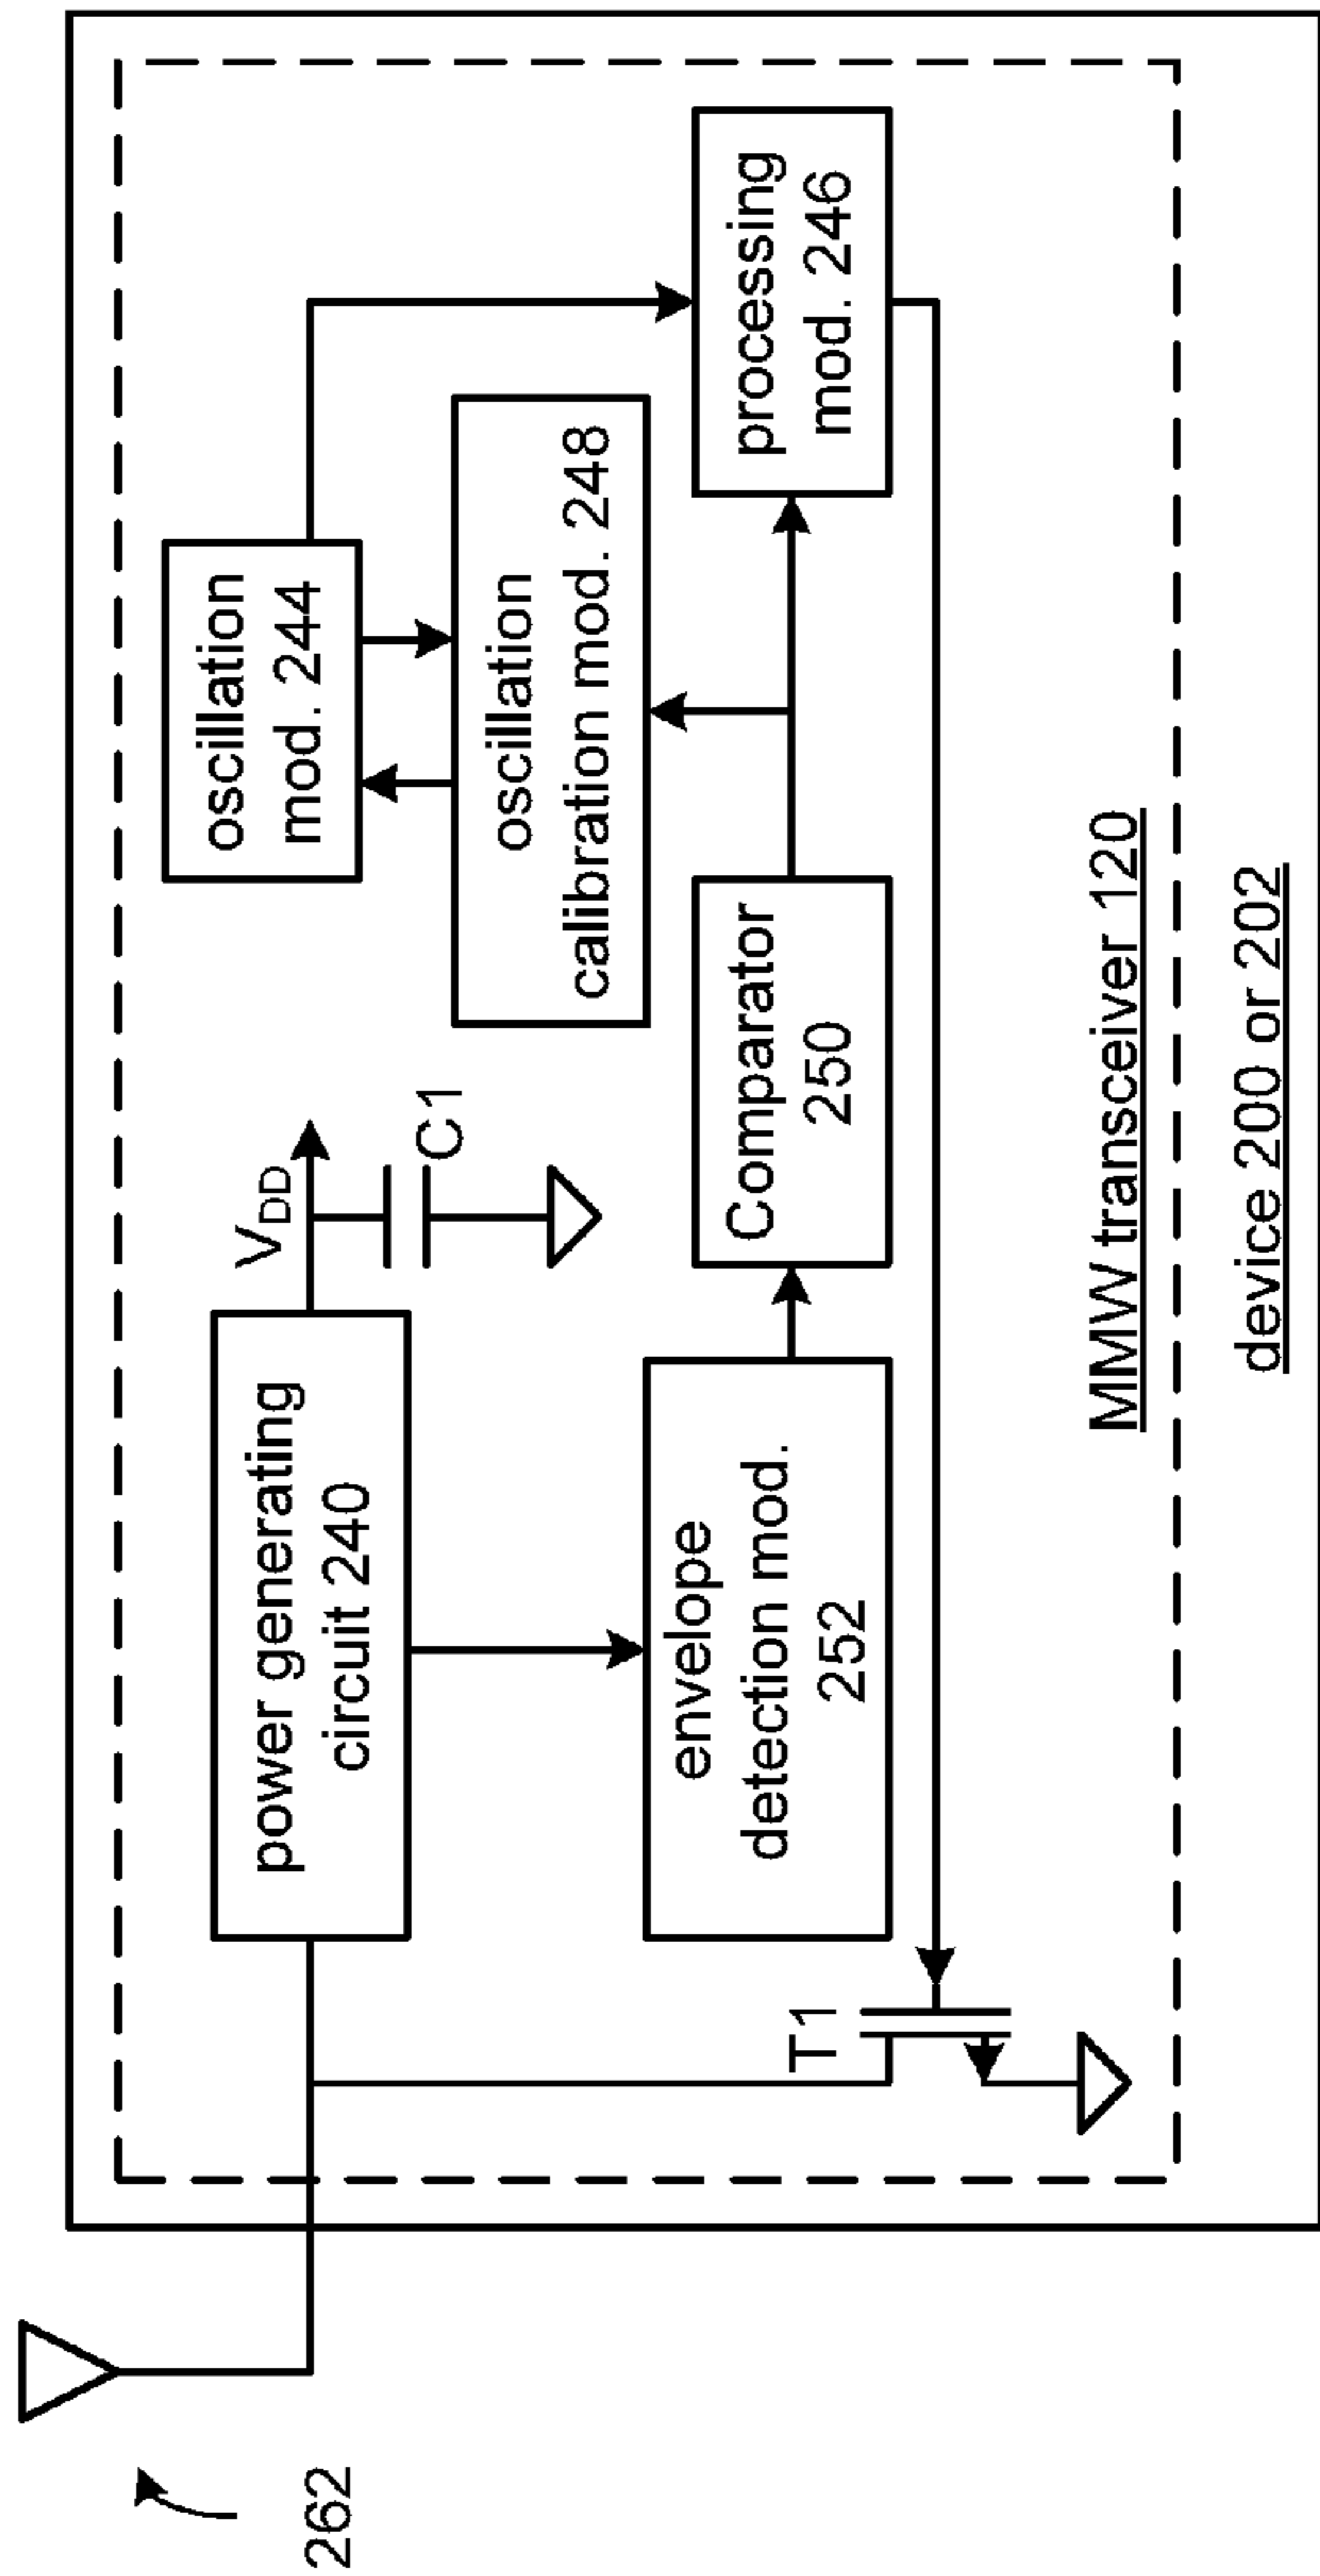 262
power generating
circuit 240
VDD
C1
oscillation
mod. 244
oscillation
calibration mod. 248
T1
envelope
detection mod.
252
Comparator
250
processing
mod. 246
MMW transceiver 120
device 200 or 202